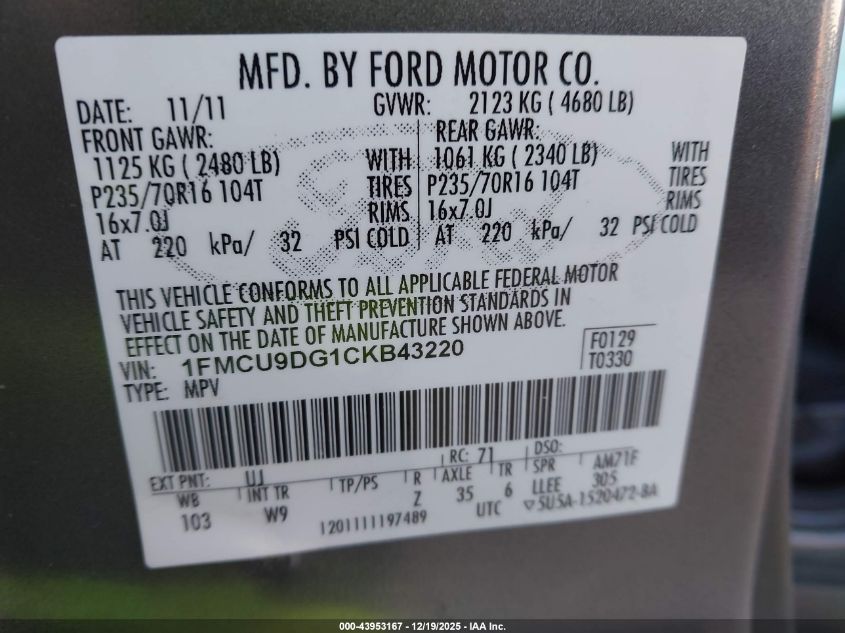 MFD. BY FORD MOTOR CO.
DATE: 11/11 GVWR: 2123 KG ( 4680 LB)
FRONT GAWR: REAR GAWR:
1125 KG ( 2480 LB) WITH 1061 KG ( 2340 LB) WITH
P235/70R16 104T TIRES P235/70R16 104T TIRES
16x7.0J RIMS 16x7.0J RIMS
AT 220 kPa/ 32 PSI COLD AT 220 kPa/ 32 PSI COLD
THIS VEHICLE CONFORMS TO ALL APPLICABLE FEDERAL MOTOR
VEHICLE SAFETY AND THEFT PREVENTION STANDARDS IN
EFFECT ON THE DATE OF MANUFACTURE SHOWN ABOVE.
VIN: 1FMCU9DG1CKB43220 F0129
TYPE: MPV T0330
EXT PNT: UJ RC: 71 DSO: AM71F
WB INT TR TP/PS R AXLE TR SPR 305
103 W9 Z 35 6 LLEE
1201111197489 UTC ▽5U5A-1520472-BA
000-43953167 - 12/19/2025 - IAA Inc.